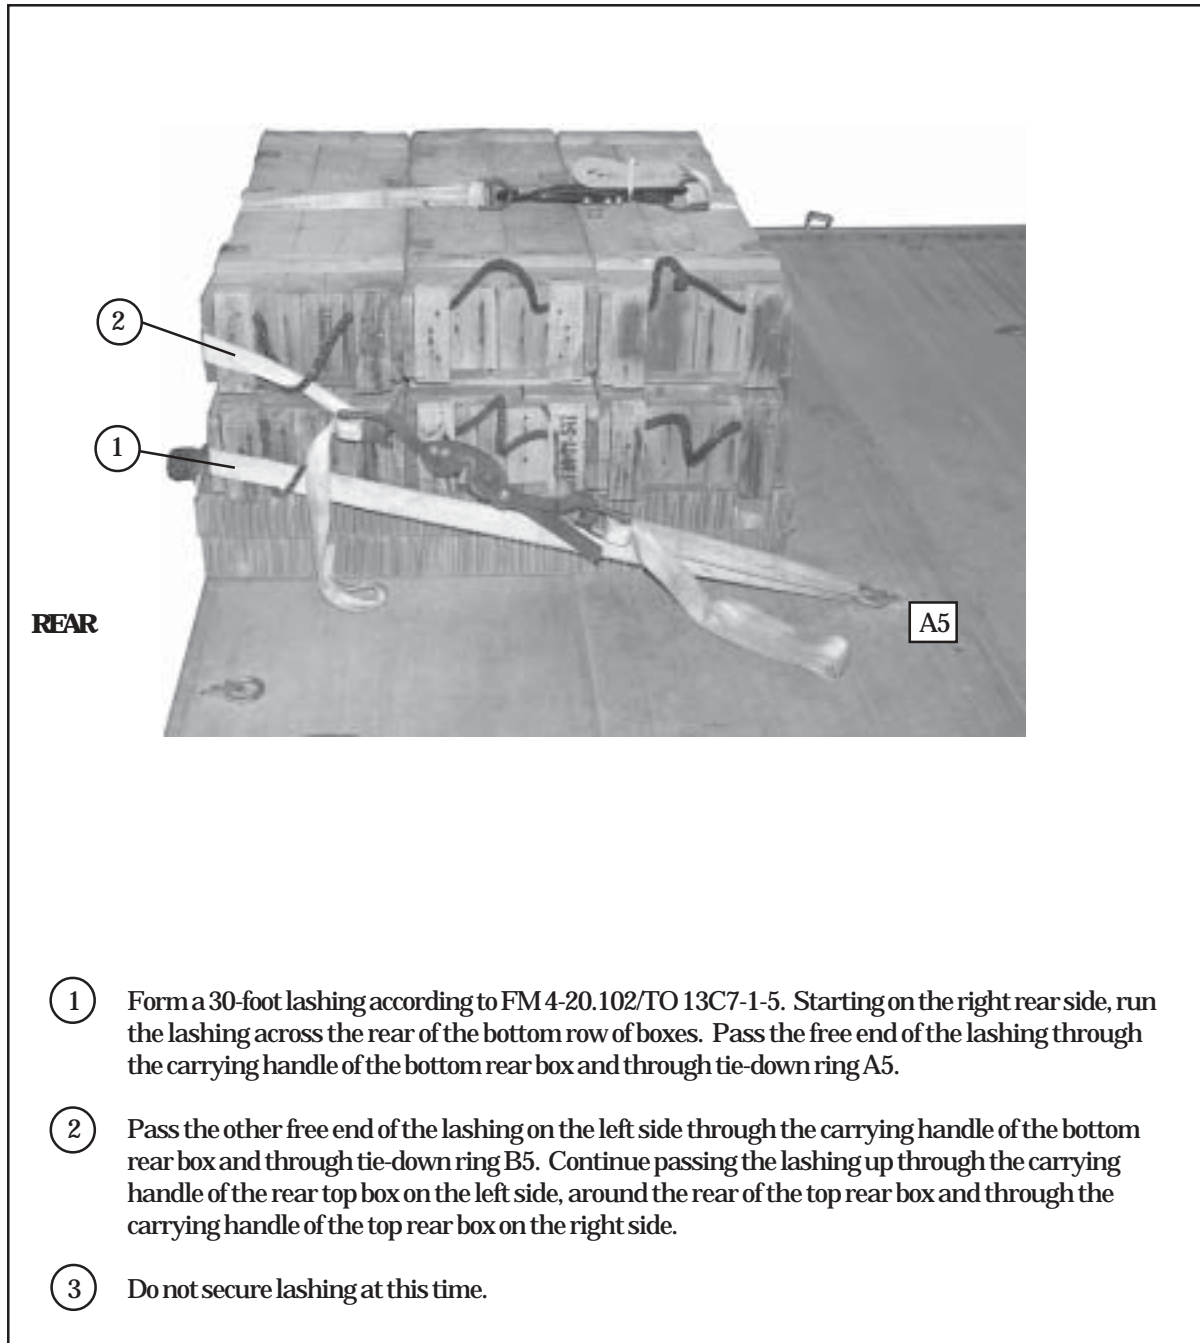 2
1
REAR
A5
1 Form a 30-foot lashing according to FM 4-20.102/TO 13C7-1-5. Starting on the right rear side, run
the lashing across the rear of the bottom row of boxes. Pass the free end of the lashing through
the carrying handle of the bottom rear box and through tie-down ring A5.
2 Pass the other free end of the lashing on the left side through the carrying handle of the bottom
rear box and through tie-down ring B5. Continue passing the lashing up through the carrying
handle of the rear top box on the left side, around the rear of the top rear box and through the
carrying handle of the top rear box on the right side.
3 Do not secure lashing at this time.